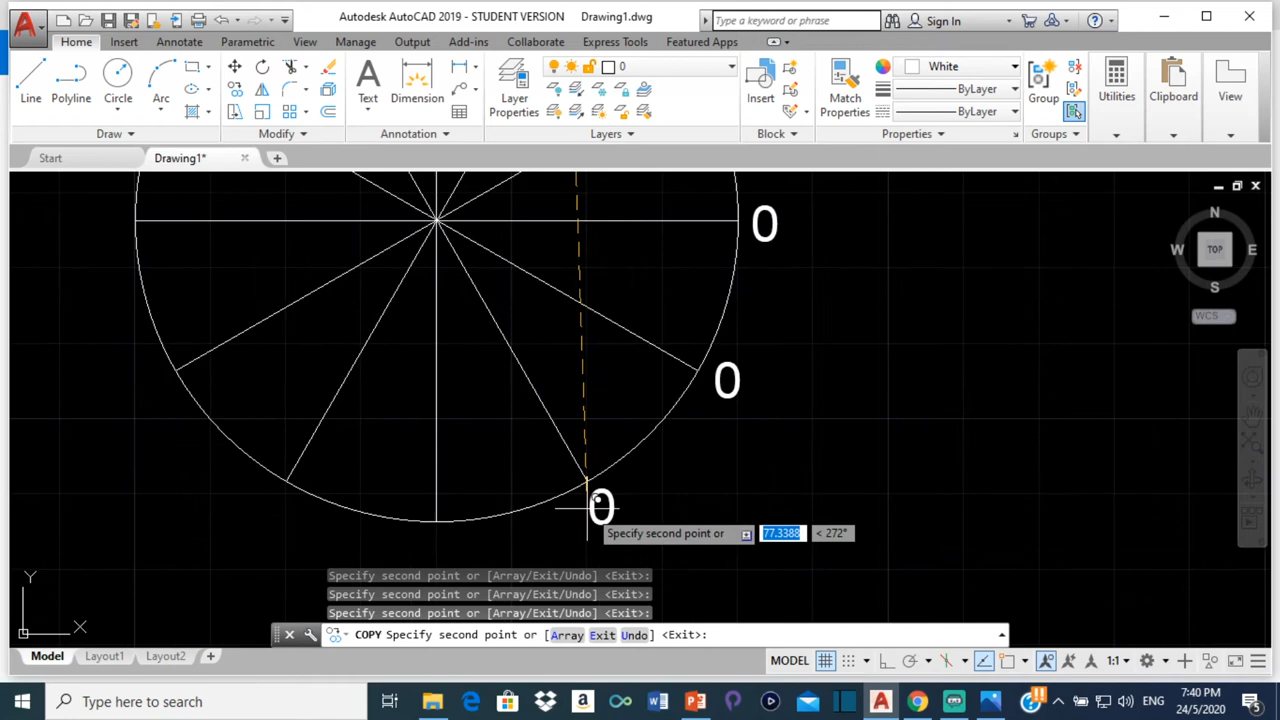 Autodesk AutoCAD 2019 - STUDENT VERSION Drawing1.dwg
Type a keyword or phrase
Sign In
Home Insert Annotate Parametric View Manage Output Add-ins Collaborate Express Tools Featured Apps
0
White
ByLayer
ByLayer
Line Polyline Circle Arc Text Dimension Layer Properties Insert Match Properties Group Utilities Clipboard View
Draw Modify Annotation Layers Block Properties Groups
Start Drawing1*
N
W TOP E
S
WCS
0
0
0
Specify second point or 77.3388 < 272°
Y
X
Specify second point or [Array/Exit/Undo] <Exit>:
Specify second point or [Array/Exit/Undo] <Exit>:
Specify second point or [Array/Exit/Undo] <Exit>:
COPY Specify second point or [Array Exit Undo] <Exit>:
Model Layout1 Layout2
MODEL 1:1
Type here to search
ENG
7:40 PM
24/5/2020
5